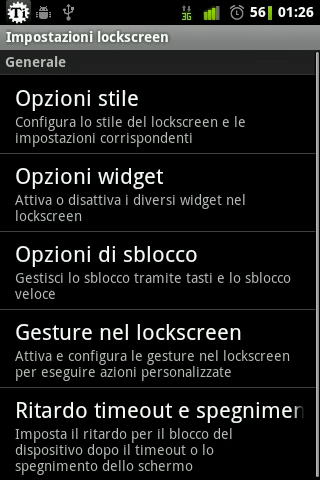 3G 56 01:26
Impostazioni lockscreen
Generale
Opzioni stile
Configura lo stile del lockscreen e le
impostazioni corrispondenti
Opzioni widget
Attiva o disattiva i diversi widget nel
lockscreen
Opzioni di sblocco
Gestisci lo sblocco tramite tasti e lo sblocco
veloce
Gesture nel lockscreen
Attiva e configura le gesture nel lockscreen
per eseguire azioni personalizzate
Ritardo timeout e spegnimen
Imposta il ritardo per il blocco del
dispositivo dopo il timeout o lo
spegnimento dello schermo